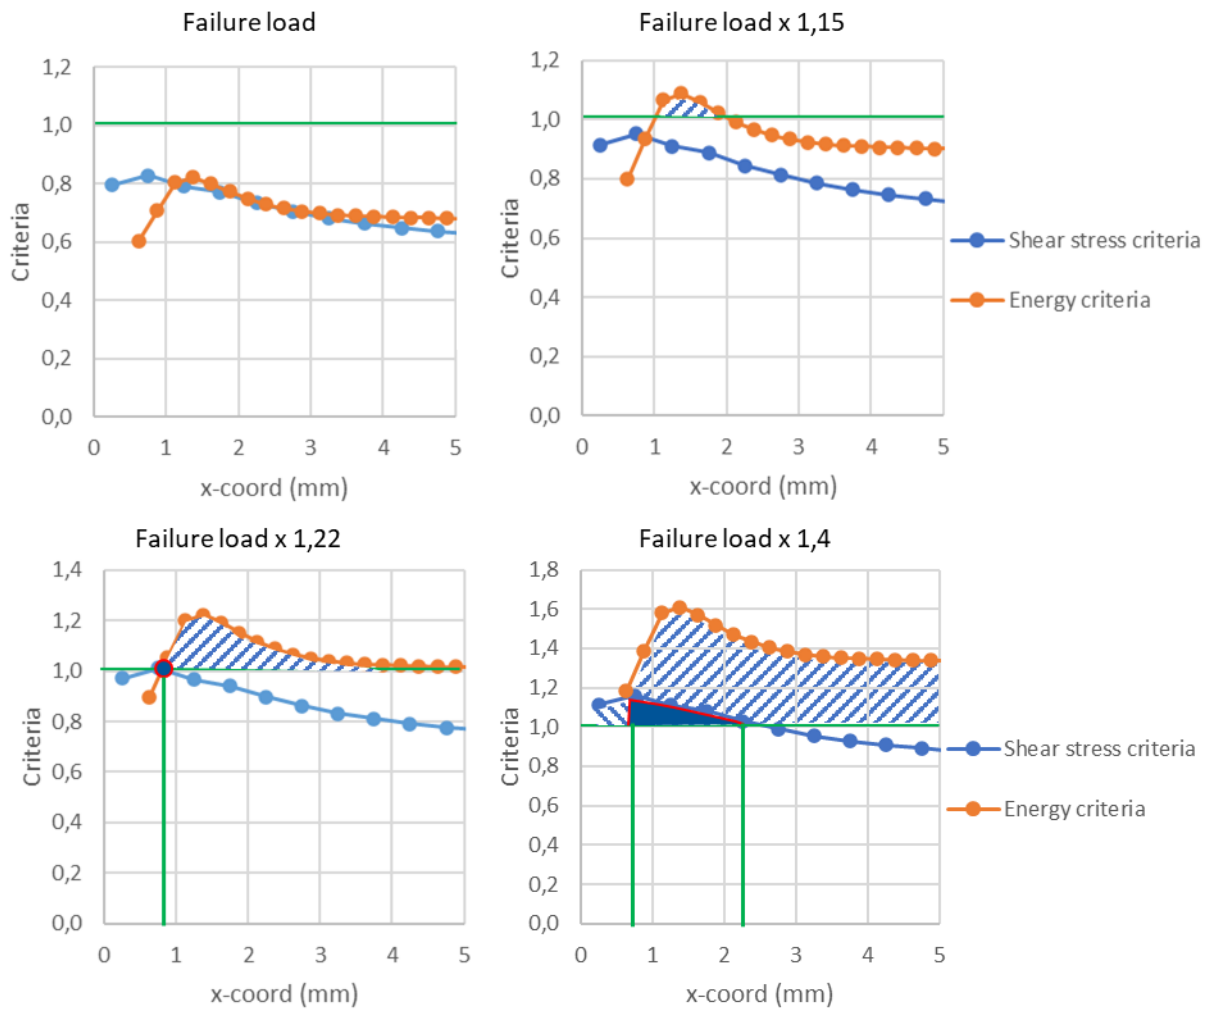 Failure load
1,2
1,0
0,8
0,6
0,4
0,2
0,0
Criteria
0 1 2 3 4 5
x-coord (mm)
Failure load x 1,15
1,2
1,0
0,8
0,6
0,4
0,2
0,0
Criteria
0 1 2 3 4 5
x-coord (mm)
Shear stress criteria
Energy criteria
Failure load x 1,22
1,4
1,2
1,0
0,8
0,6
0,4
0,2
0,0
Criteria
0 1 2 3 4 5
x-coord (mm)
Failure load x 1,4
1,8
1,6
1,4
1,2
1,0
0,8
0,6
0,4
0,2
0,0
Criteria
0 1 2 3 4 5
x-coord (mm)
Shear stress criteria
Energy criteria